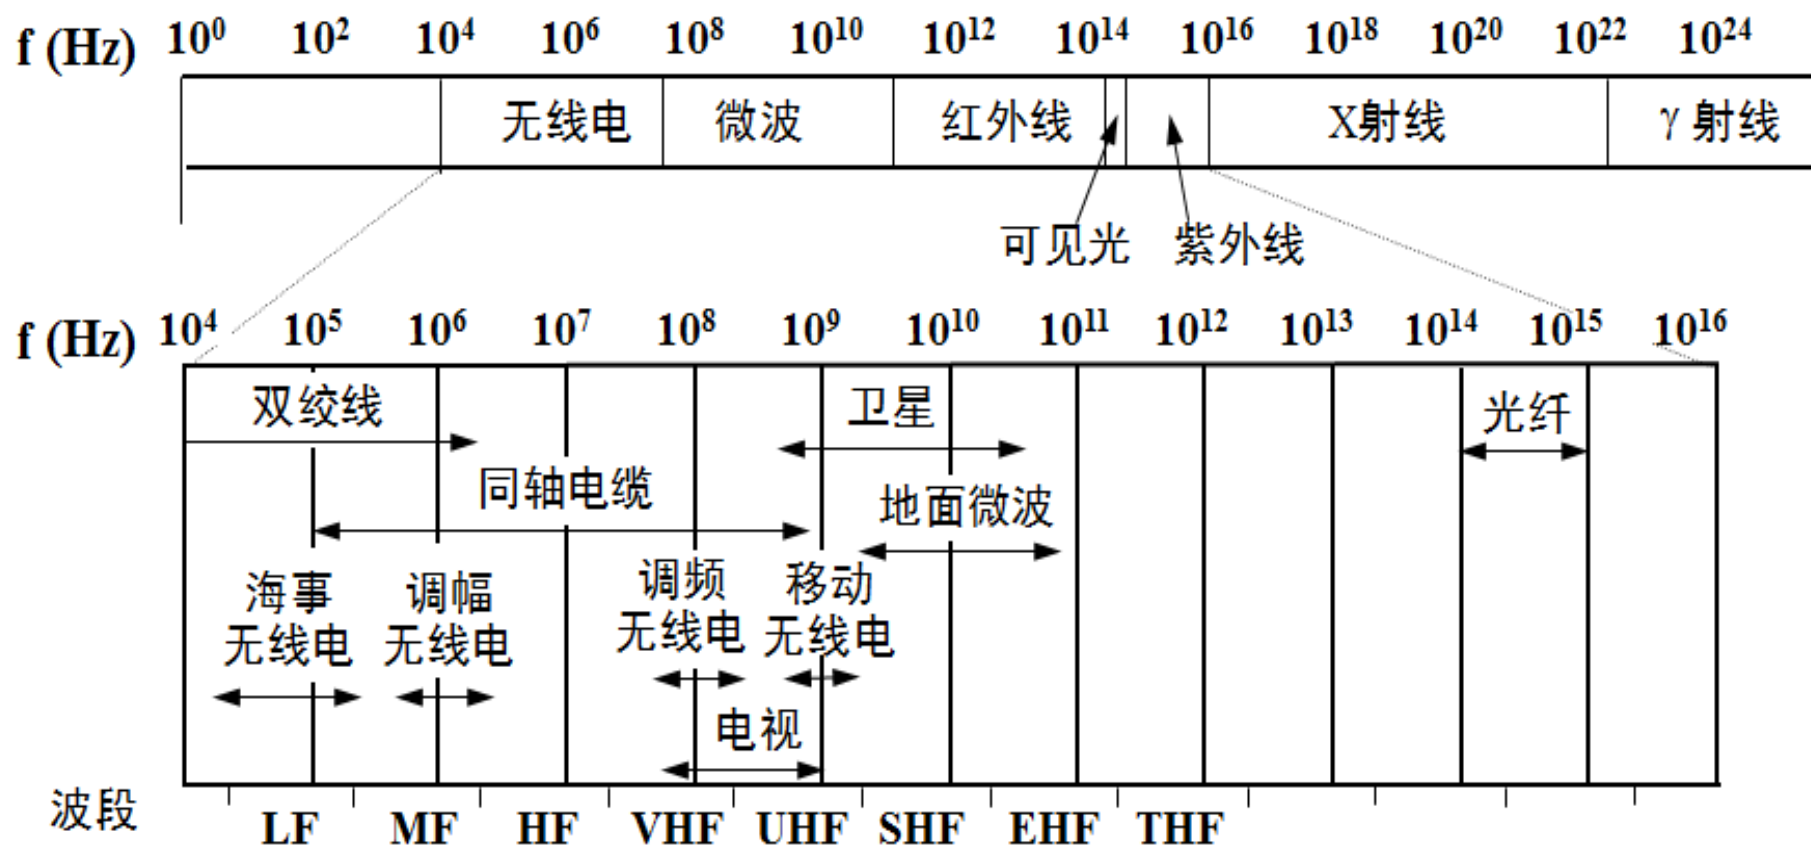 f (Hz) 10⁰ 10² 10⁴ 10⁶ 10⁸ 10¹⁰ 10¹² 10¹⁴ 10¹⁶ 10¹⁸ 10²⁰ 10²² 10²⁴
无线电 微波 红外线 X射线 γ射线
可见光 紫外线
f (Hz) 10⁴ 10⁵ 10⁶ 10⁷ 10⁸ 10⁹ 10¹⁰ 10¹¹ 10¹² 10¹³ 10¹⁴ 10¹⁵ 10¹⁶
双绞线 卫星 光纤
同轴电缆 地面微波
海事 调幅 调频 移动
无线电 无线电 无线电 无线电
电视
波段 LF MF HF VHF UHF SHF EHF THF